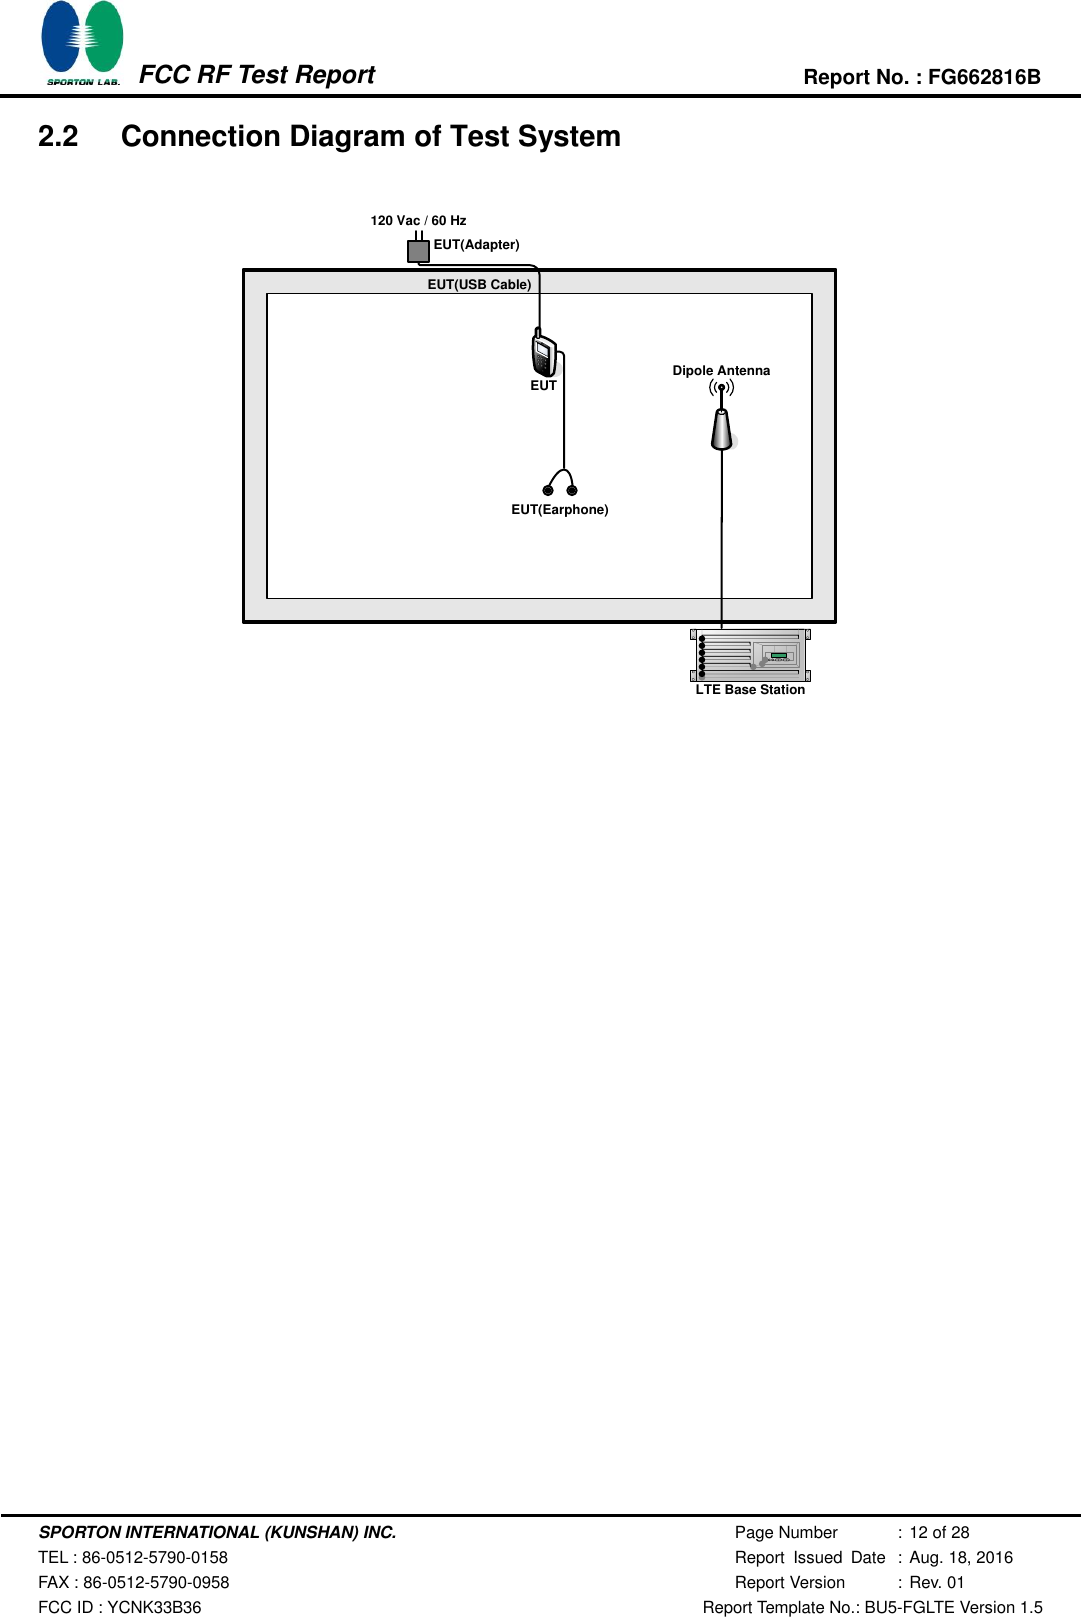 SPORTON LAB.
FCC RF Test Report
Report No. : FG662816B
2.2 Connection Diagram of Test System
120 Vac / 60 Hz
EUT(Adapter)
EUT(USB Cable)
EUT
Dipole Antenna
EUT(Earphone)
LTE Base Station
SPORTON INTERNATIONAL (KUNSHAN) INC.
TEL : 86-0512-5790-0158
FAX : 86-0512-5790-0958
FCC ID : YCNK33B36
Page Number : 12 of 28
Report Issued Date : Aug. 18, 2016
Report Version : Rev. 01
Report Template No.: BU5-FGLTE Version 1.5